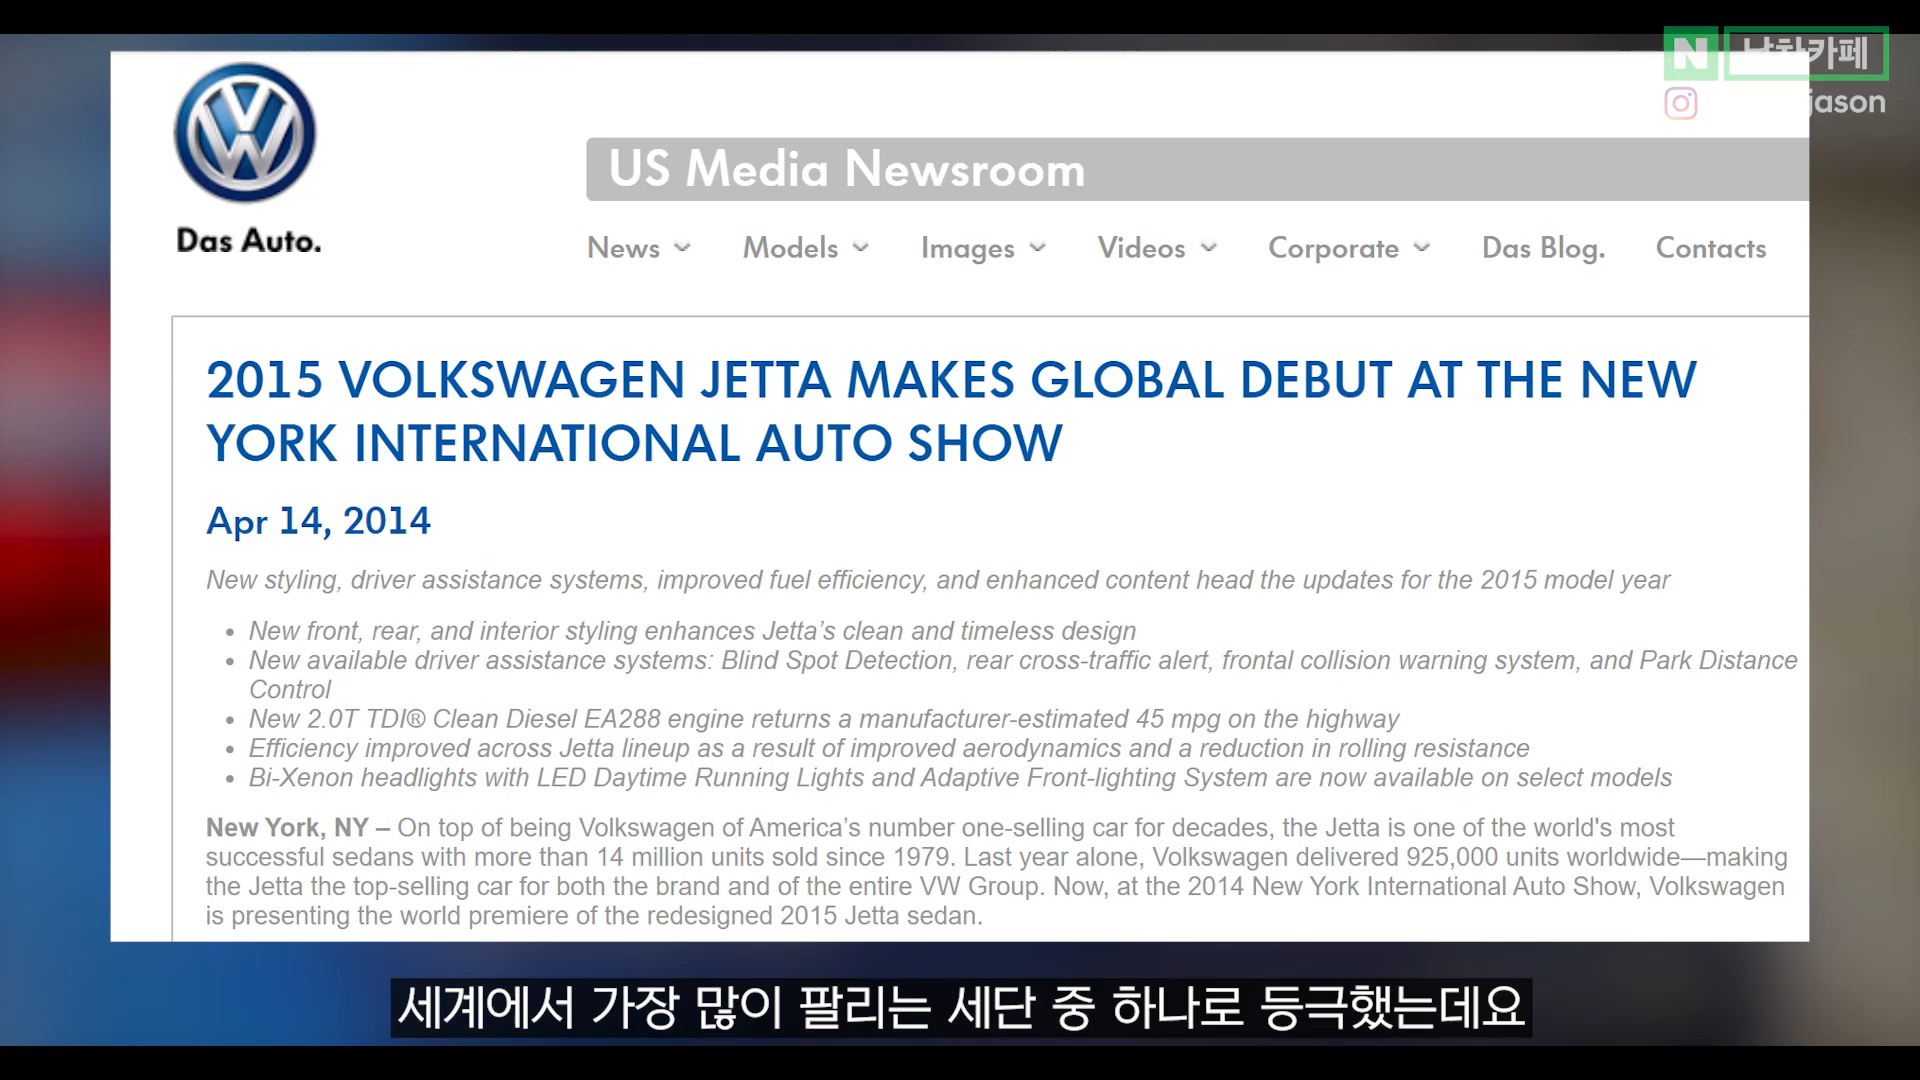 N
카페
jason
Das Auto.
US Media Newsroom
News
Models
Images
Videos
Corporate
Das Blog.
Contacts
2015 VOLKSWAGEN JETTA MAKES GLOBAL DEBUT AT THE NEW
YORK INTERNATIONAL AUTO SHOW
Apr 14, 2014
New styling, driver assistance systems, improved fuel efficiency, and enhanced content head the updates for the 2015 model year
• New front, rear, and interior styling enhances Jetta’s clean and timeless design
• New available driver assistance systems: Blind Spot Detection, rear cross-traffic alert, frontal collision warning system, and Park Distance
Control
• New 2.0T TDI® Clean Diesel EA288 engine returns a manufacturer-estimated 45 mpg on the highway
• Efficiency improved across Jetta lineup as a result of improved aerodynamics and a reduction in rolling resistance
• Bi-Xenon headlights with LED Daytime Running Lights and Adaptive Front-lighting System are now available on select models
New York, NY – On top of being Volkswagen of America’s number one-selling car for decades, the Jetta is one of the world's most
successful sedans with more than 14 million units sold since 1979. Last year alone, Volkswagen delivered 925,000 units worldwide—making
the Jetta the top-selling car for both the brand and of the entire VW Group. Now, at the 2014 New York International Auto Show, Volkswagen
is presenting the world premiere of the redesigned 2015 Jetta sedan.
세계에서 가장 많이 팔리는 세단 중 하나로 등극했는데요